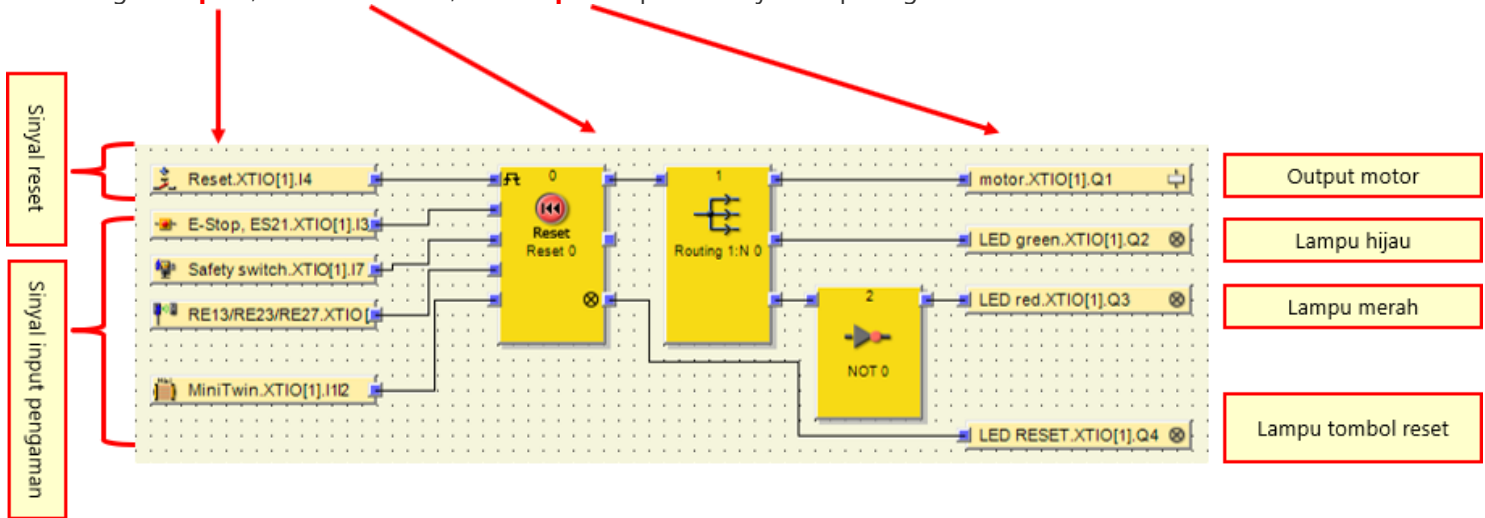 Sinyal reset
Sinyal input pengaman
Reset.XTIO[1].I4
E-Stop, ES21.XTIO[1].I3
Safety switch.XTIO[1].I7
RE13/RE23/RE27.XTIO[
MiniTwin.XTIO[1].I1I2
0
Reset
Reset 0
1
Routing 1:N 0
2
NOT 0
motor.XTIO[1].Q1
LED green.XTIO[1].Q2
LED red.XTIO[1].Q3
LED RESET.XTIO[1].Q4
Output motor
Lampu hijau
Lampu merah
Lampu tombol reset